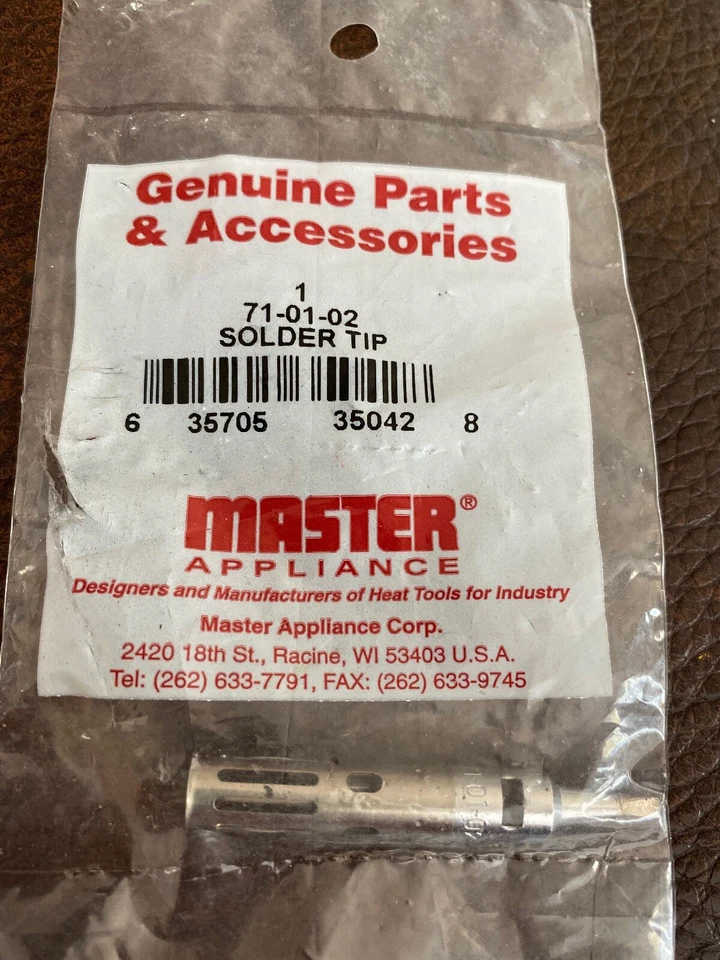 Genuine Parts
& Accessories
1
71-01-02
SOLDER TIP
6 35705 35042 8
MASTER®
APPLIANCE
Designers and Manufacturers of Heat Tools for Industry
Master Appliance Corp.
2420 18th St., Racine, WI 53403 U.S.A.
Tel: (262) 633-7791, FAX: (262) 633-9745